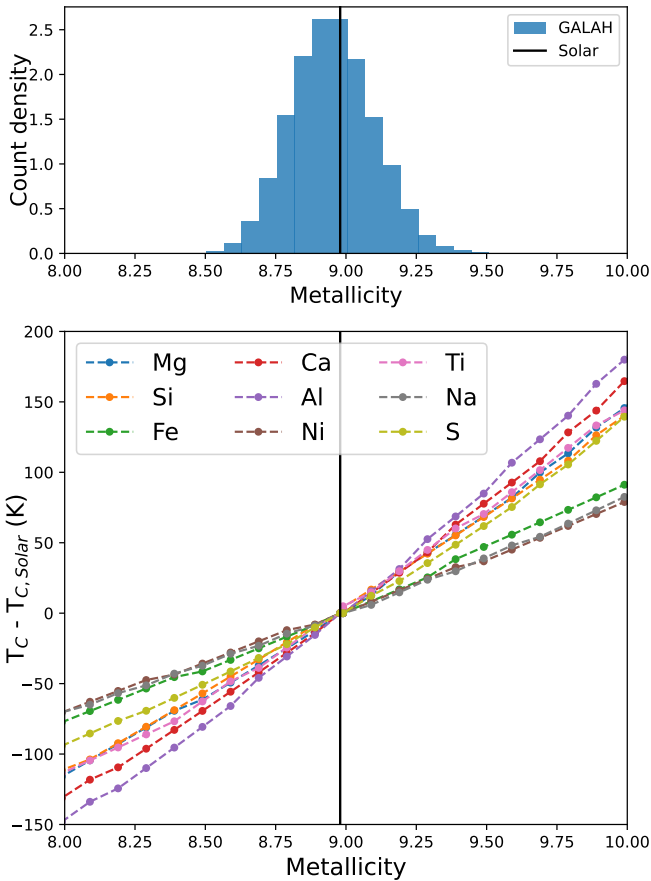 2.5
2.0
1.5
1.0
0.5
0.0
Count density
GALAH
Solar
8.00 8.25 8.50 8.75 9.00 9.25 9.50 9.75 10.00
Metallicity
200
150
100
50
0
−50
−100
−150
T_C - T_{C, Solar} (K)
Mg Ca Ti
Si Al Na
Fe Ni S
8.00 8.25 8.50 8.75 9.00 9.25 9.50 9.75 10.00
Metallicity